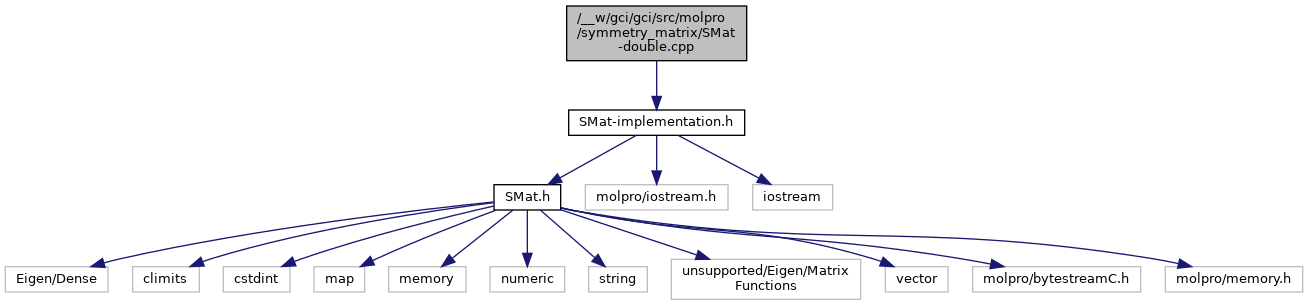 /__w/gci/gci/src/molpro
/symmetry_matrix/SMat
-double.cpp
SMat-implementation.h
SMat.h
molpro/iostream.h
iostream
Eigen/Dense
climits
cstdint
map
memory
numeric
string
unsupported/Eigen/Matrix
Functions
vector
molpro/bytestreamC.h
molpro/memory.h